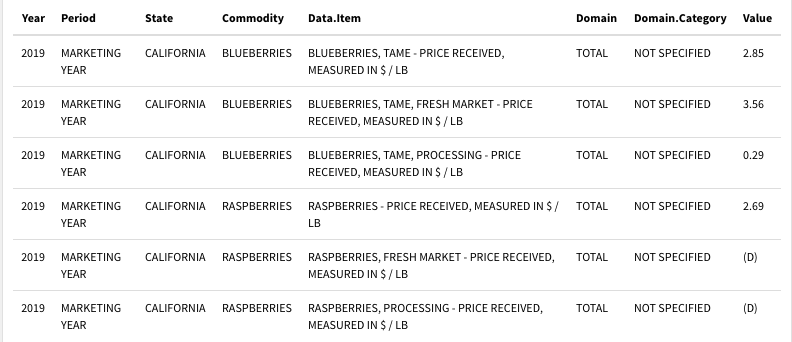 Year Period State Commodity Data.Item Domain Domain.Category Value
2019 MARKETING CALIFORNIA BLUEBERRIES BLUEBERRIES, TAME - PRICE RECEIVED, TOTAL NOT SPECIFIED 2.85
YEAR MEASURED IN $ / LB
2019 MARKETING CALIFORNIA BLUEBERRIES BLUEBERRIES, TAME, FRESH MARKET - PRICE TOTAL NOT SPECIFIED 3.56
YEAR RECEIVED, MEASURED IN $ / LB
2019 MARKETING CALIFORNIA BLUEBERRIES BLUEBERRIES, TAME, PROCESSING - PRICE TOTAL NOT SPECIFIED 0.29
YEAR RECEIVED, MEASURED IN $ / LB
2019 MARKETING CALIFORNIA RASPBERRIES RASPBERRIES - PRICE RECEIVED, MEASURED IN $ / TOTAL NOT SPECIFIED 2.69
YEAR LB
2019 MARKETING CALIFORNIA RASPBERRIES RASPBERRIES, FRESH MARKET - PRICE RECEIVED, TOTAL NOT SPECIFIED (D)
YEAR MEASURED IN $ / LB
2019 MARKETING CALIFORNIA RASPBERRIES RASPBERRIES, PROCESSING - PRICE RECEIVED, TOTAL NOT SPECIFIED (D)
YEAR MEASURED IN $ / LB